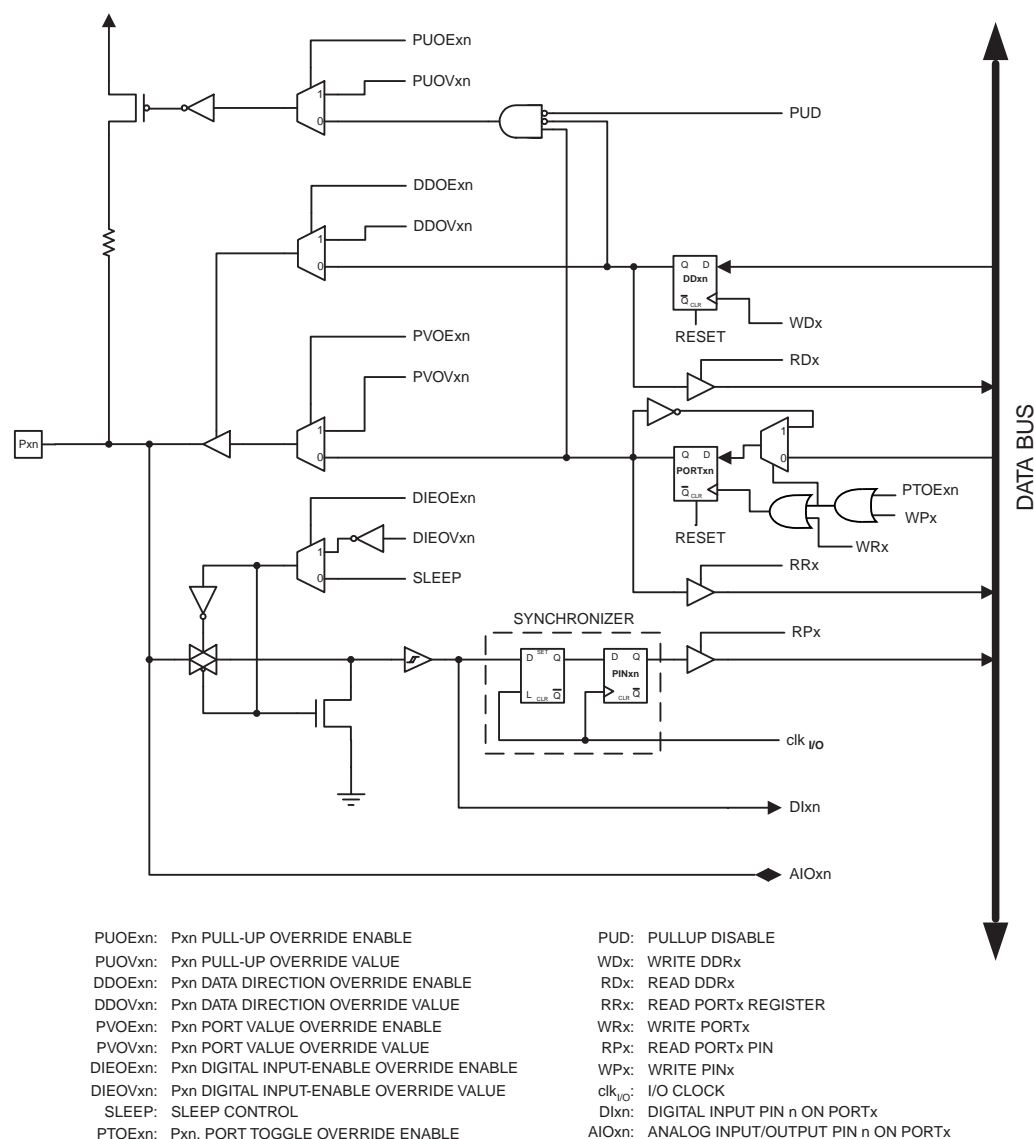 PUOExn
PUOVxn
1
0
PUD
DDOExn
DDOVxn
1
0
Q D
DDxn
Q CLR
WDx
RESET
PVOExn
PVOVxn
RDx
1
0
Pxn
1
0
Q D
PORTxn
Q CLR
PTOExn
WPx
RESET
WRx
DATA BUS
DIEOExn
DIEOVxn
1
0
SLEEP
RRx
SYNCHRONIZER
RPx
D SET Q
L CLR Q
D Q
PINxn
CLR Q
clk I/O
DIxn
AIOxn
PUOExn: Pxn PULL-UP OVERRIDE ENABLE
PUOVxn: Pxn PULL-UP OVERRIDE VALUE
DDOExn: Pxn DATA DIRECTION OVERRIDE ENABLE
DDOVxn: Pxn DATA DIRECTION OVERRIDE VALUE
PVOExn: Pxn PORT VALUE OVERRIDE ENABLE
PVOVxn: Pxn PORT VALUE OVERRIDE VALUE
DIEOExn: Pxn DIGITAL INPUT-ENABLE OVERRIDE ENABLE
DIEOVxn: Pxn DIGITAL INPUT-ENABLE OVERRIDE VALUE
SLEEP: SLEEP CONTROL
PTOExn: Pxn, PORT TOGGLE OVERRIDE ENABLE
PUD: PULLUP DISABLE
WDx: WRITE DDRx
RDx: READ DDRx
RRx: READ PORTx REGISTER
WRx: WRITE PORTx
RPx: READ PORTx PIN
WPx: WRITE PINx
clkI/O: I/O CLOCK
DIxn: DIGITAL INPUT PIN n ON PORTx
AIOxn: ANALOG INPUT/OUTPUT PIN n ON PORTx